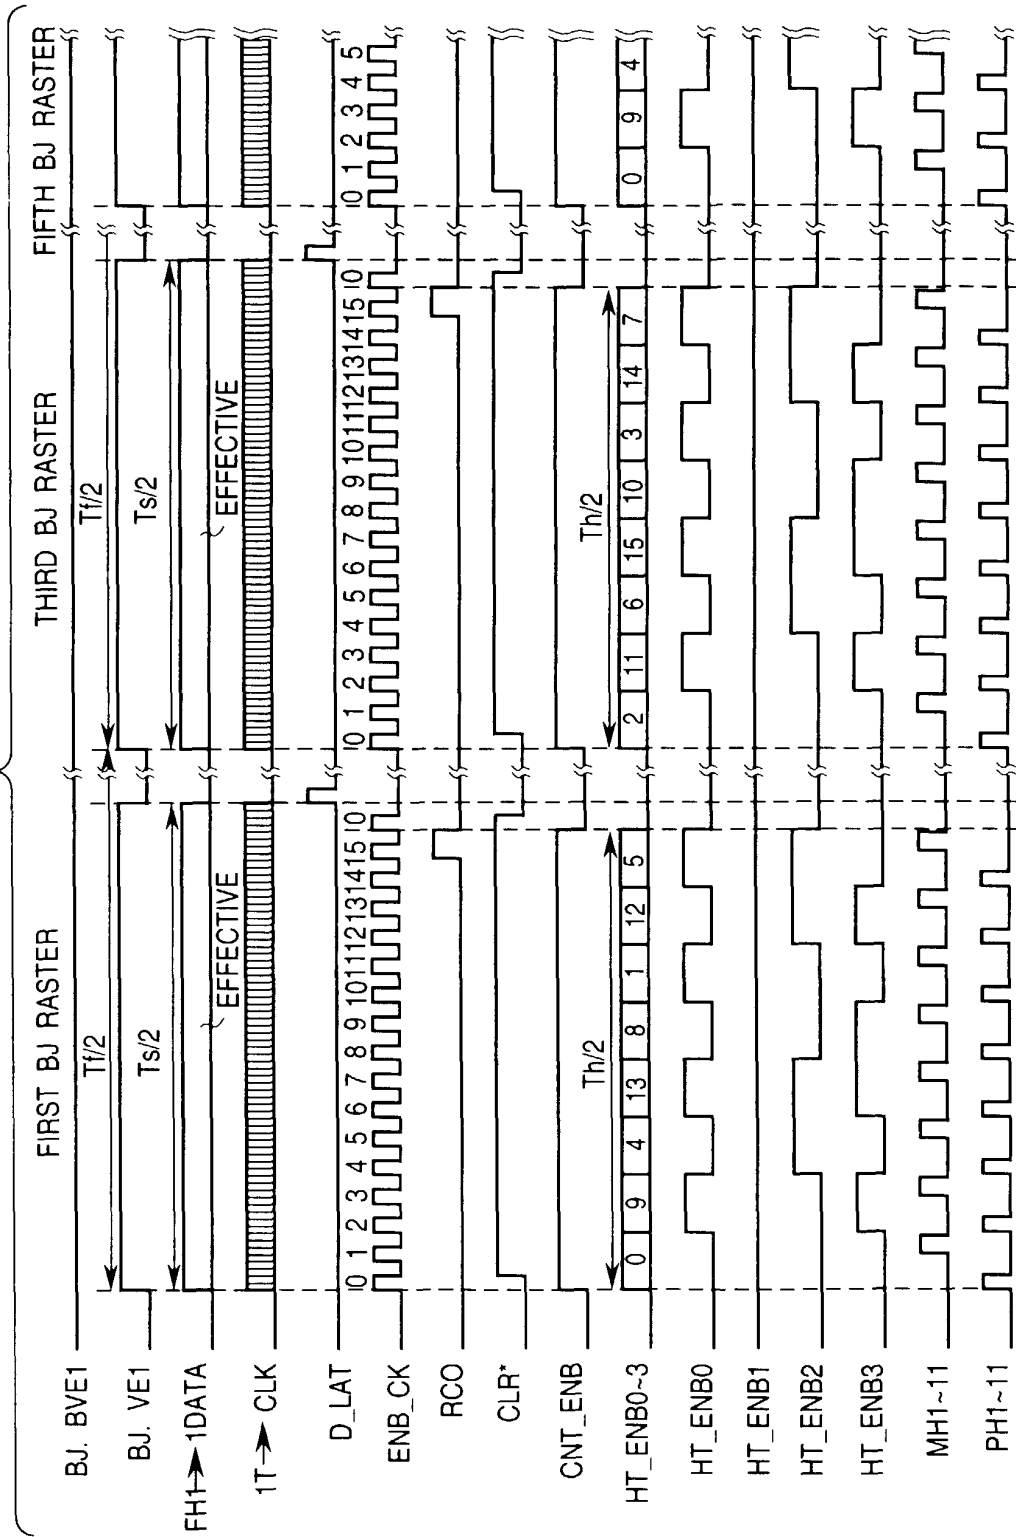 FIRST BJ RASTER THIRD BJ RASTER FIFTH BJ RASTER
BJ. BVE1
Tf/2 Tf/2
BJ. VE1
Ts/2 Ts/2
FH1→1DATA
EFFECTIVE EFFECTIVE
1T→ CLK
D_LAT
0 1 2 3 4 5 6 7 8 9 10 11 12 13 14 15 0 0 1 2 3 4 5 6 7 8 9 10 11 12 13 14 15 0 0 1 2 3 4 5
ENB_CK
RCO
CLR*
CNT_ENB
Th/2 Th/2
HT_ENB0~3 0 9 4 13 8 1 12 5 2 11 6 15 10 3 14 7 0 9 4
HT_ENB0
HT_ENB1
HT_ENB2
HT_ENB3
MH1~11
PH1~11